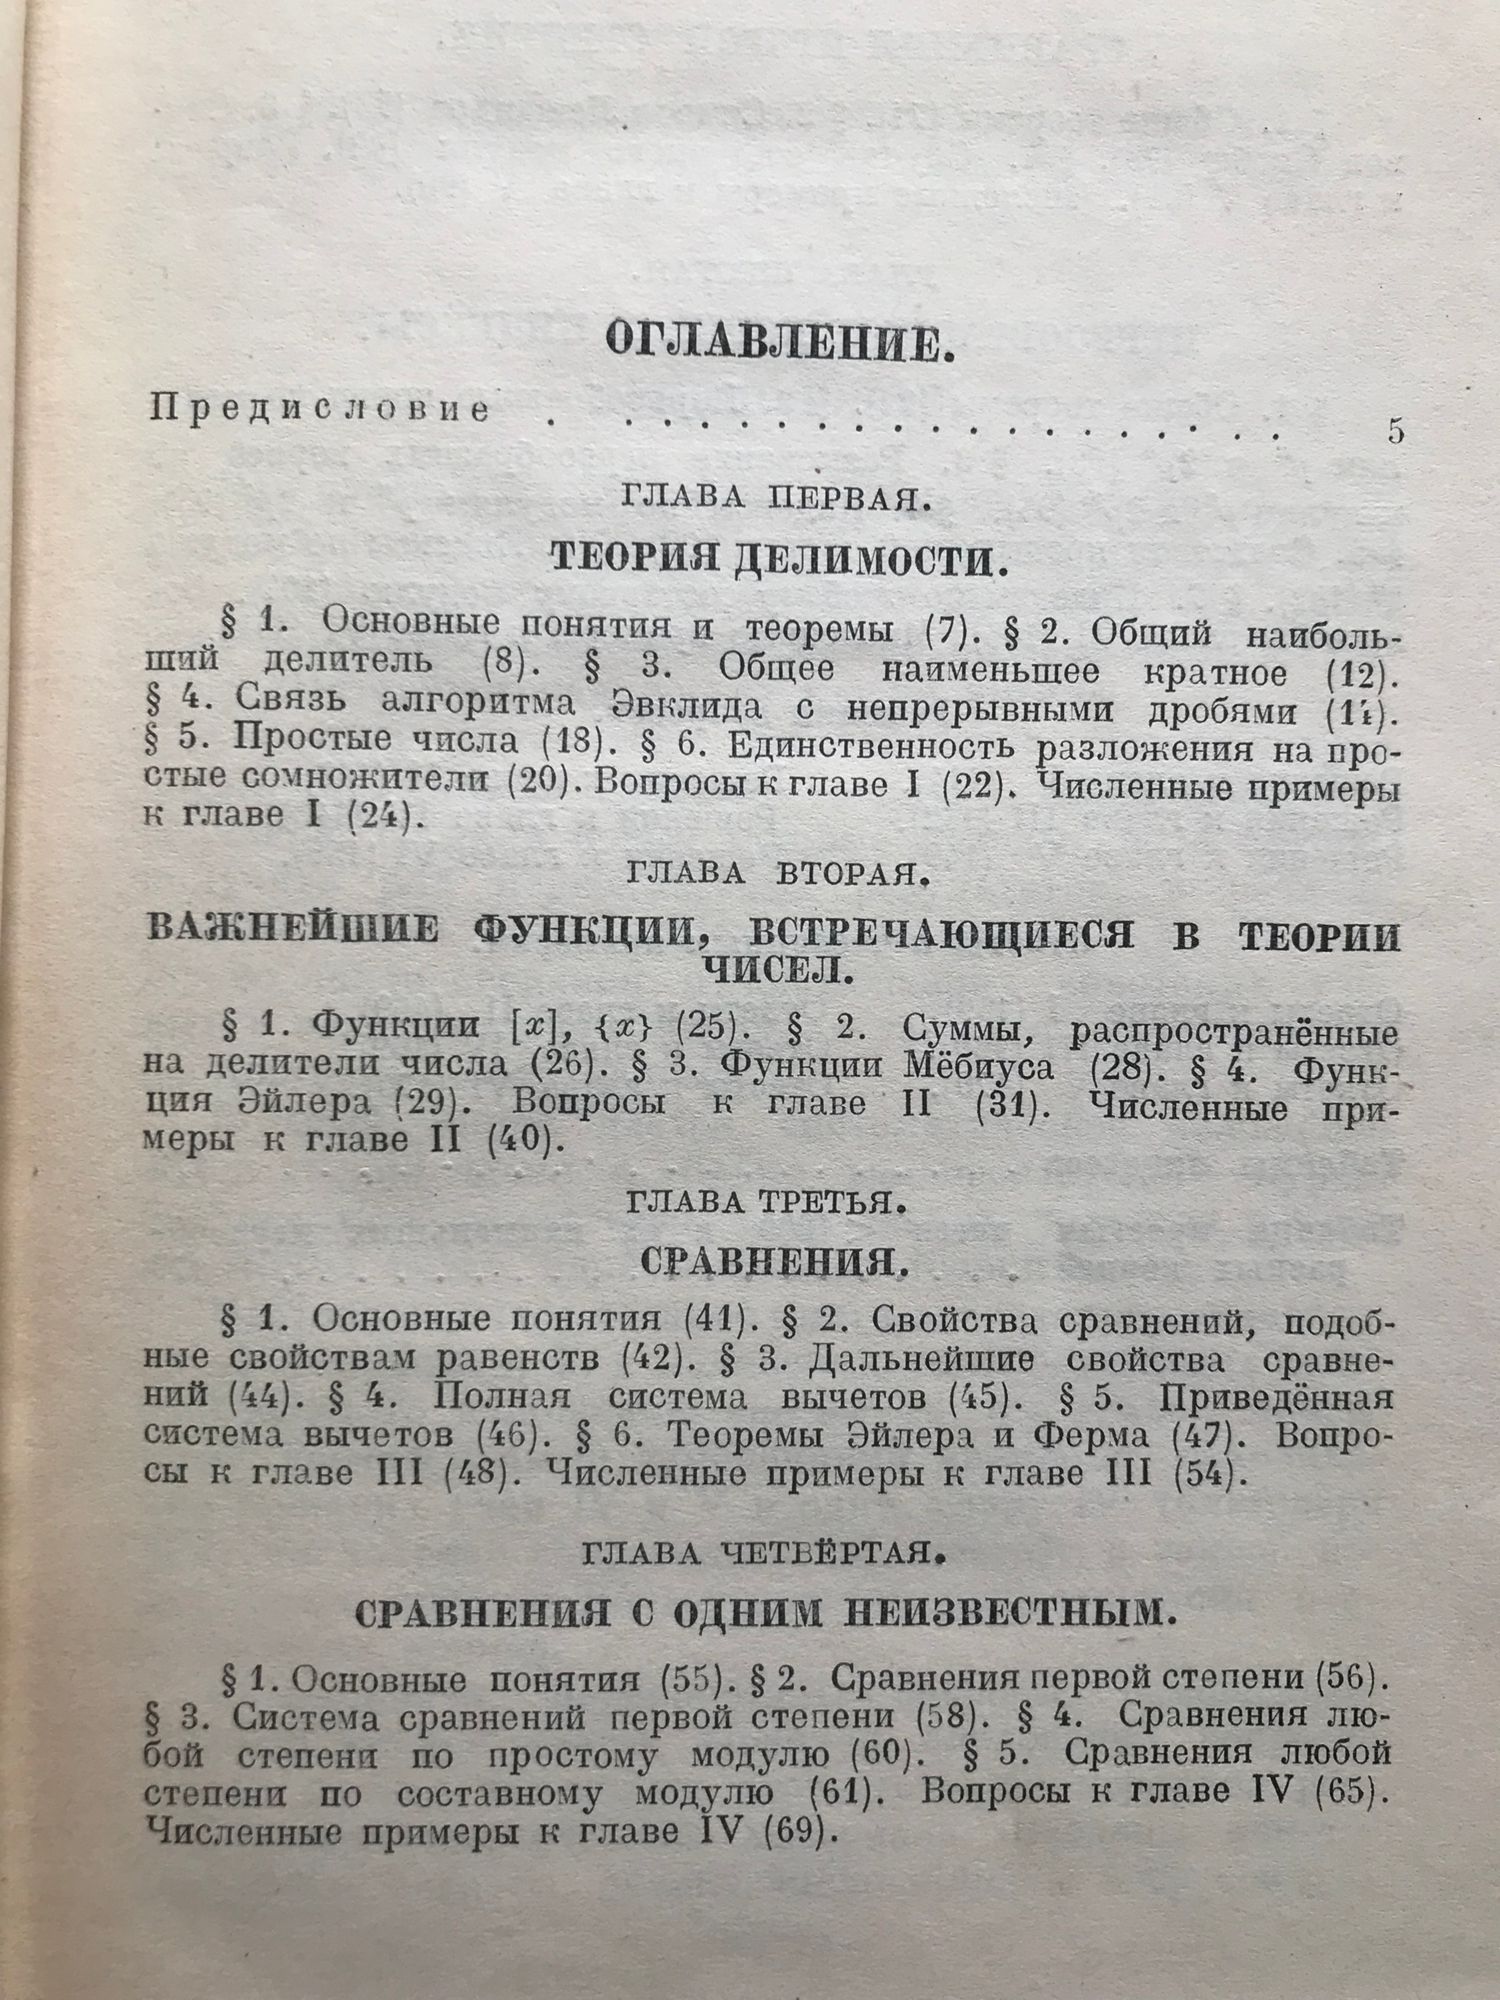 ОГЛАВЛЕНИЕ.
Предисловие . . . . . . . . . . . . . . . . . . . 5
ГЛАВА ПЕРВАЯ.
ТЕОРИЯ ДЕЛИМОСТИ.
§ 1. Основные понятия и теоремы (7). § 2. Общий наиболь-
ший делитель (8). § 3. Общее наименьшее кратное (12).
§ 4. Связь алгоритма Эвклида с непрерывными дробями (14).
§ 5. Простые числа (18). § 6. Единственность разложения на про-
стые сомножители (20). Вопросы к главе I (22). Численные примеры
к главе I (24).
ГЛАВА ВТОРАЯ.
ВАЖНЕЙШИЕ ФУНКЦИИ, ВСТРЕЧАЮЩИЕСЯ В ТЕОРИИ
ЧИСЕЛ.
§ 1. Функции [x], {x} (25). § 2. Суммы, распространённые
на делители числа (26). § 3. Функции Мёбиуса (28). § 4. Функ-
ция Эйлера (29). Вопросы к главе II (31). Численные при-
меры к главе II (40).
ГЛАВА ТРЕТЬЯ.
СРАВНЕНИЯ.
§ 1. Основные понятия (41). § 2. Свойства сравнений, подоб-
ные свойствам равенств (42). § 3. Дальнейшие свойства сравне-
ний (44). § 4. Полная система вычетов (45). § 5. Приведённая
система вычетов (46). § 6. Теоремы Эйлера и Ферма (47). Вопро-
сы к главе III (48). Численные примеры к главе III (54).
ГЛАВА ЧЕТВЁРТАЯ.
СРАВНЕНИЯ С ОДНИМ НЕИЗВЕСТНЫМ.
§ 1. Основные понятия (55). § 2. Сравнения первой степени (56).
§ 3. Система сравнений первой степени (58). § 4. Сравнения лю-
бой степени по простому модулю (60). § 5. Сравнения любой
степени по составному модулю (61). Вопросы к главе IV (65).
Численные примеры к главе IV (69).